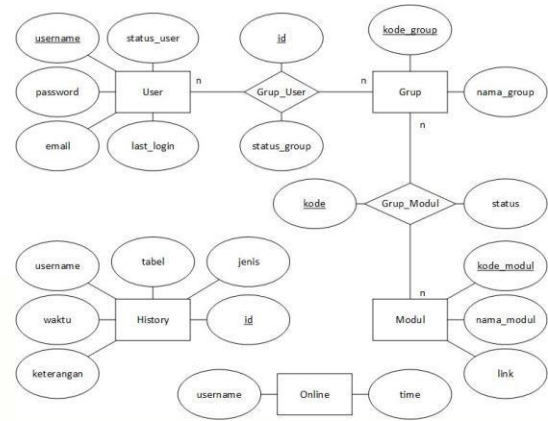 username
status_user
id
kode_group
password
User
n
Grup_User
n
Grup
nama_group
email
last_login
status_group
n
kode
Grup_Modul
status
username
tabel
jenis
kode_modul
n
waktu
History
id
Modul
nama_modul
keterangan
link
username
Online
time